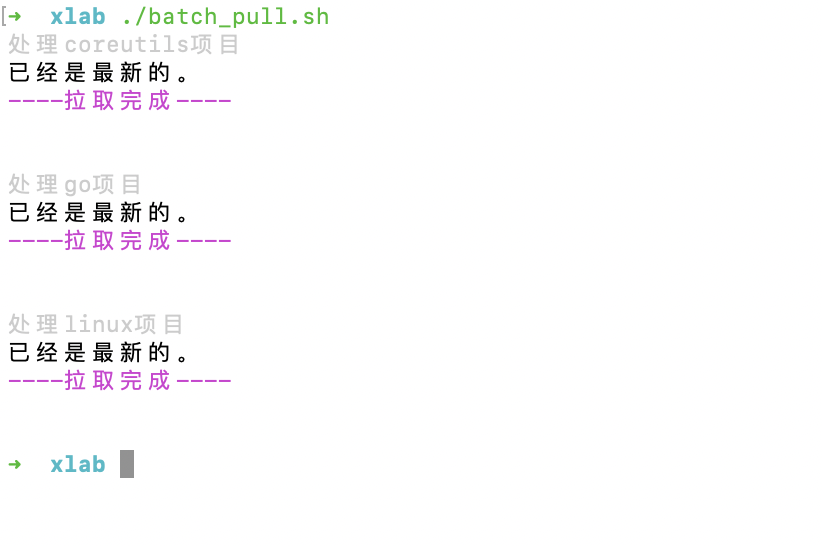 [➜  xlab ./batch_pull.sh
处理coreutils项目
已经是最新的。
----拉取完成----
处理go项目
已经是最新的。
----拉取完成----
处理linux项目
已经是最新的。
----拉取完成----
➜  xlab